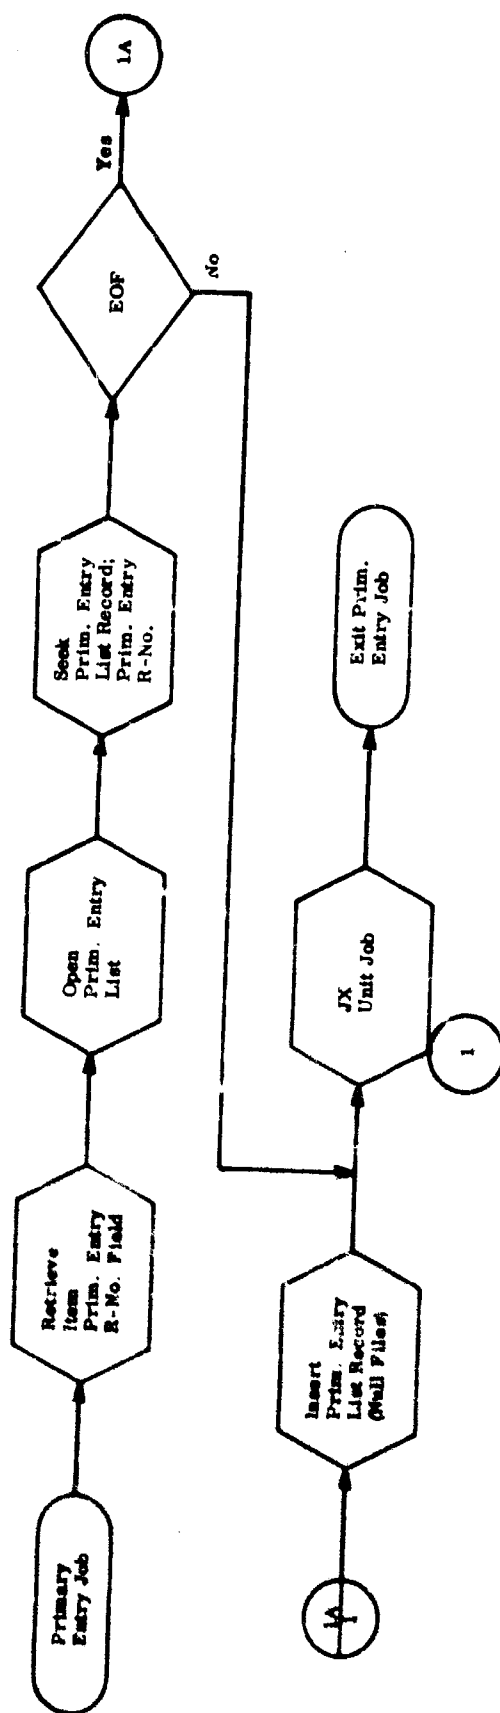 Primary
Entry Job
Retrieve
Item
Prim. Entry
R-No. Field
Open
Prim. Entry
List
Seek
Prim. Entry
List Record;
Prim. Entry
R-No.
EOF
Yes
1A
No
1A
Insert
Prim. Entry
List Record
(Null Files)
JX
Unit Job
1
Exit Prim.
Entry Job